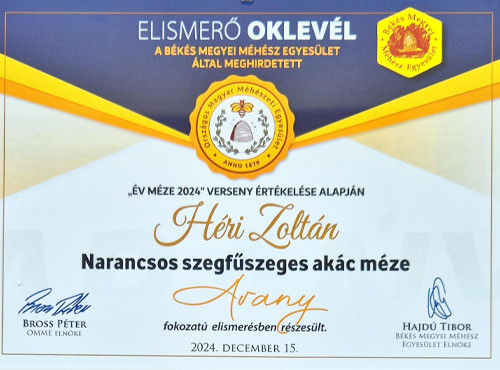 ELISMERŐ OKLEVÉL
A BÉKÉS MEGYEI MÉHÉSZ EGYESÜLET
ÁLTAL MEGHIRDETETT
Békés Megyei
Méhész Egyesület
Országos Magyar Méhészeti Egyesület
ANNO 1879
„ÉV MÉZE 2024” VERSENY ÉRTÉKELÉSE ALAPJÁN
Héri Zoltán
Narancsos szegfűszeges akác méze
Arany
fokozatú elismerésben részesült.
BROSS PÉTER
OMME ELNÖKE
HAJDÚ TIBOR
BÉKÉS MEGYEI MÉHÉSZ
EGYESÜLET ELNÖKE
2024. DECEMBER 15.